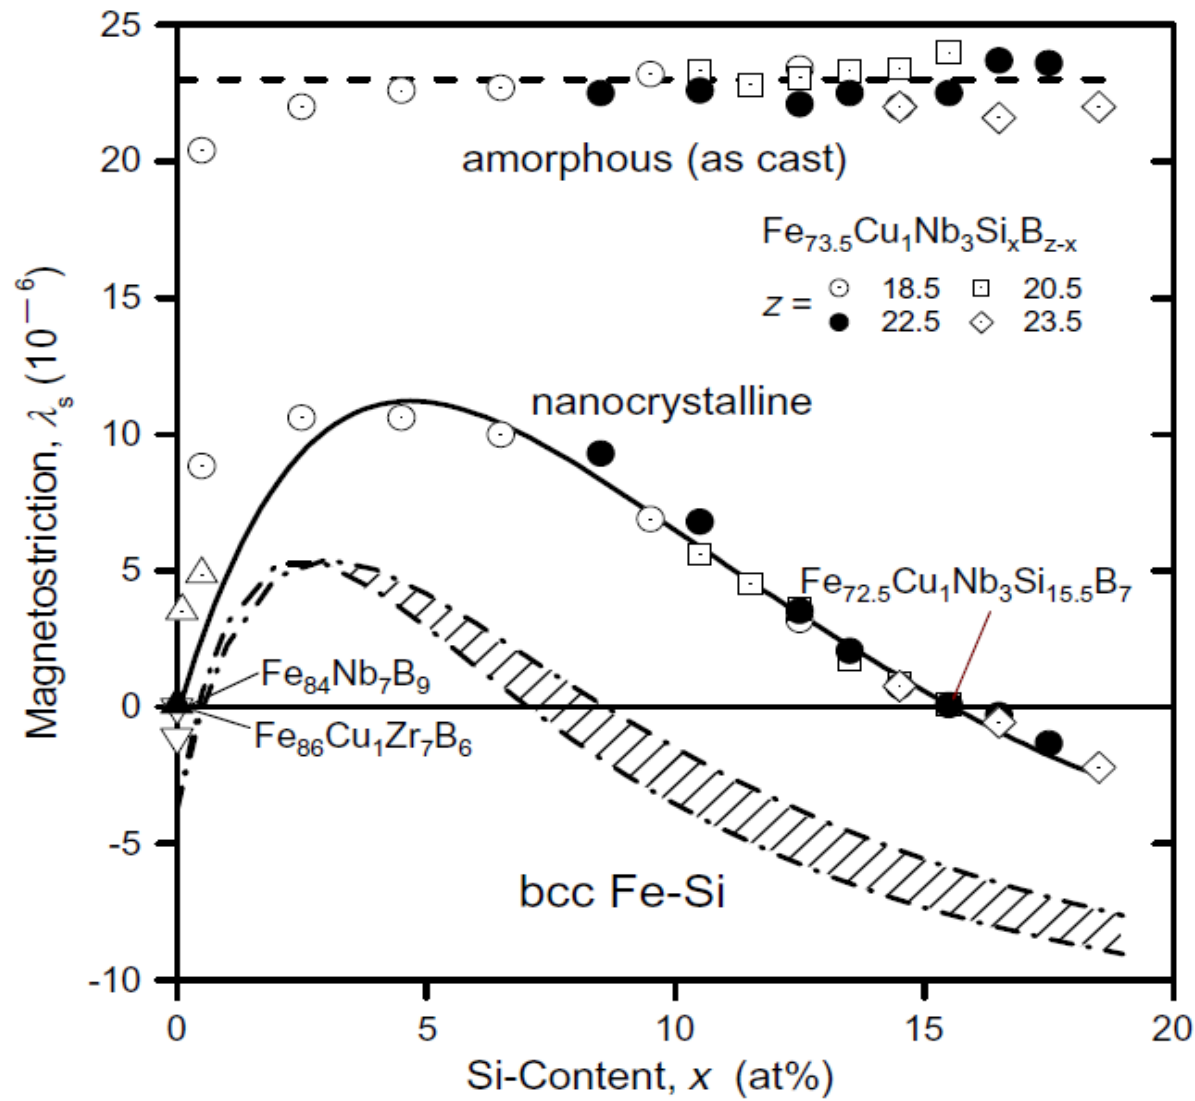 25
20
15
10
5
0
-5
-10
Magnetostriction, λs (10−6)
amorphous (as cast)
Fe73.5Cu1Nb3SixBz-x
z = 18.5 20.5
22.5 23.5
nanocrystalline
Fe72.5Cu1Nb3Si15.5B7
Fe84Nb7B9
Fe86Cu1Zr7B6
bcc Fe-Si
0 5 10 15 20
Si-Content, x (at%)